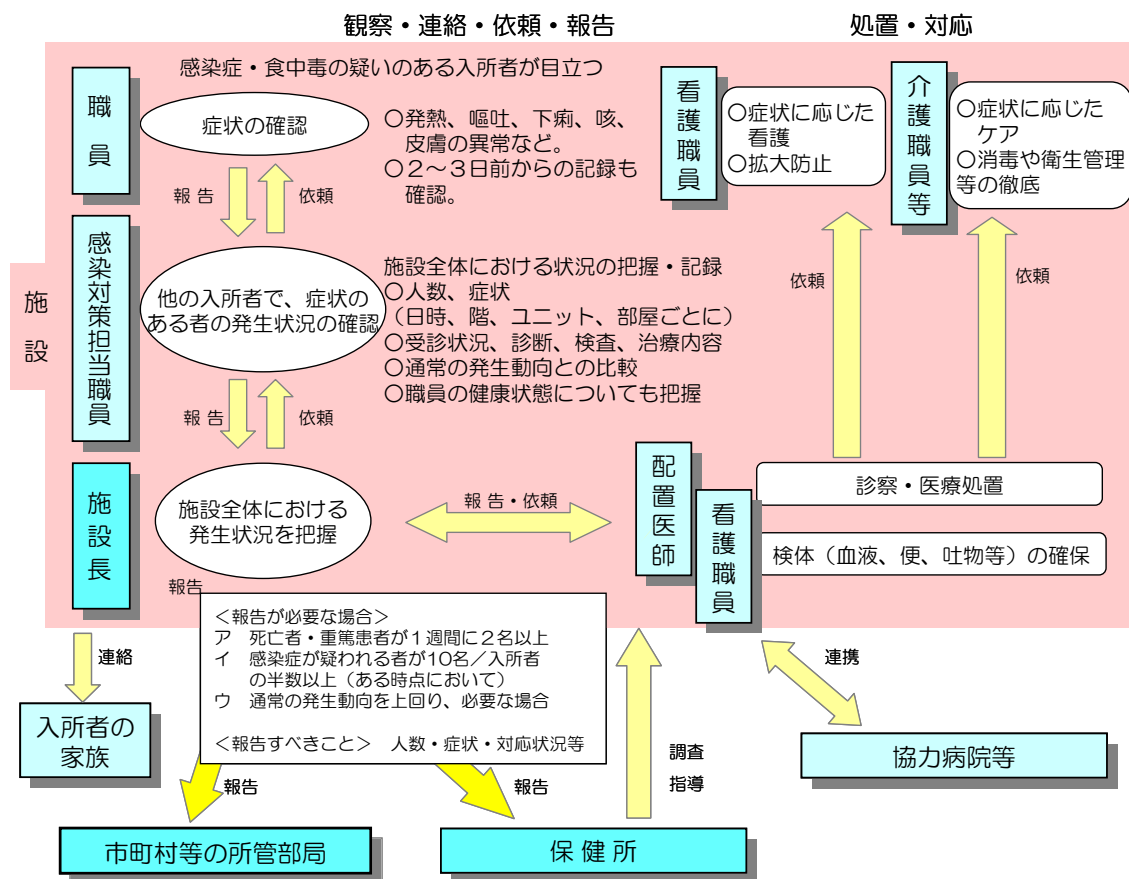 観察・連絡・依頼・報告
処置・対応
感染症・食中毒の疑いのある入所者が目立つ
職員
症状の確認
〇発熱、嘔吐、下痢、咳、
皮膚の異常など。
〇２～３日前からの記録も
確認。
看護職員
〇症状に応じた
看護
〇拡大防止
介護職員等
〇症状に応じた
ケア
〇消毒や衛生管理
等の徹底
報告
依頼
施設
感染対策担当職員
他の入所者で、症状の
ある者の発生状況の確認
施設全体における状況の把握・記録
〇人数、症状
（日時、階、ユニット、部屋ごとに）
〇受診状況、診断、検査、治療内容
〇通常の発生動向との比較
〇職員の健康状態についても把握
依頼
依頼
報告
依頼
施設長
施設全体における
発生状況を把握
報告・依頼
配置医師
看護職員
診察・医療処置
検体（血液、便、吐物等）の確保
報告
＜報告が必要な場合＞
ア　死亡者・重篤患者が１週間に２名以上
イ　感染症が疑われる者が10名／入所者
の半数以上（ある時点において）
ウ　通常の発生動向を上回り、必要な場合
＜報告すべきこと＞　人数・症状・対応状況等
連絡
入所者の
家族
報告
報告
調査
指導
連携
協力病院等
市町村等の所管部局
保健所